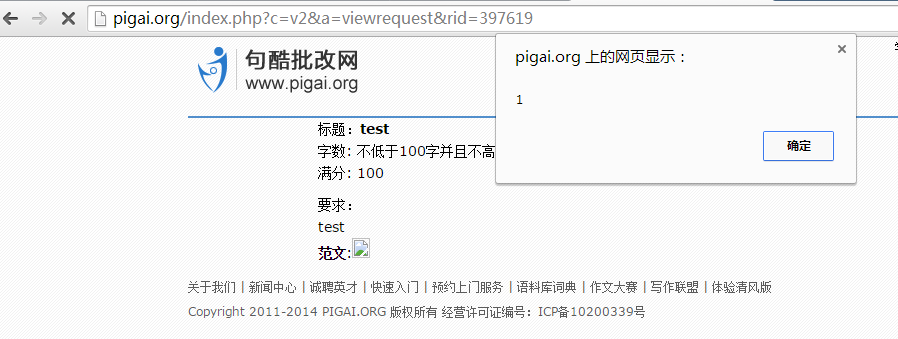 pigai.org/index.php?c=v2&a=viewrequest&rid=397619
句酷批改网
www.pigai.org
pigai.org 上的网页显示：
1
确定
标题：test
字数: 不低于100字并且不高
满分: 100
要求：
test
范文:
关于我们 | 新闻中心 | 诚聘英才 | 快速入门 | 预约上门服务 | 语料库词典 | 作文大赛 | 写作联盟 | 体验清风版
Copyright 2011-2014 PIGAI.ORG 版权所有 经营许可证编号：ICP备10200339号